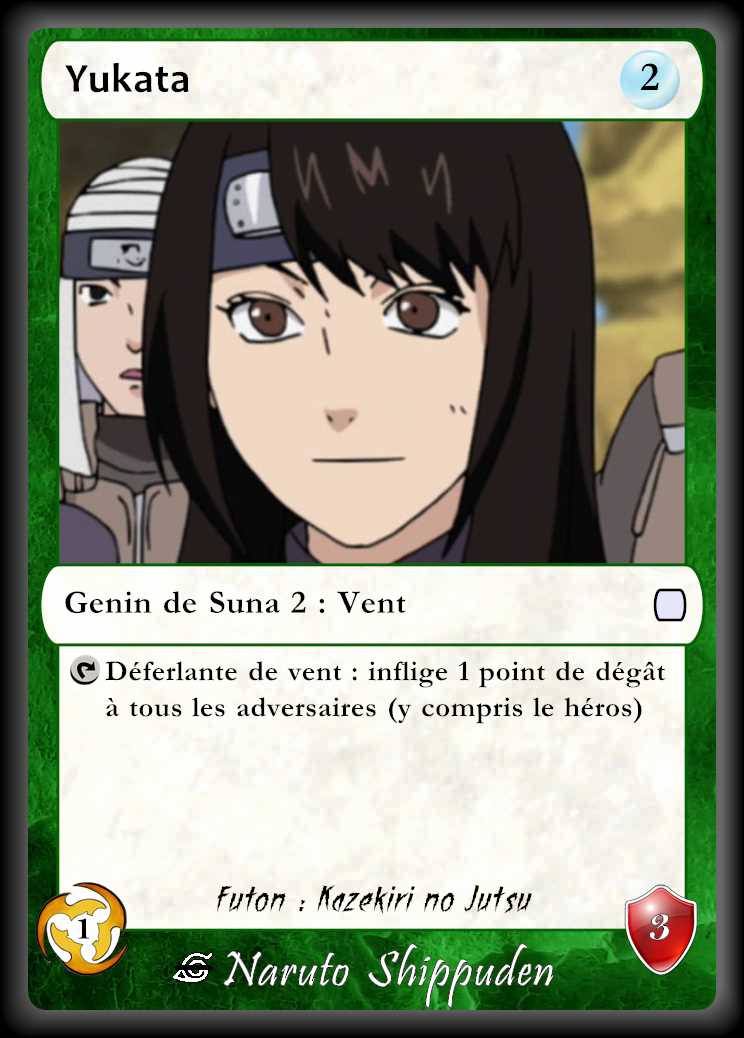 Yukata
2
Genin de Suna 2 : Vent
Déferlante de vent : inflige 1 point de dégât
à tous les adversaires (y compris le héros)
Futon : Kazekiri no Jutsu
1
3
Naruto Shippuden